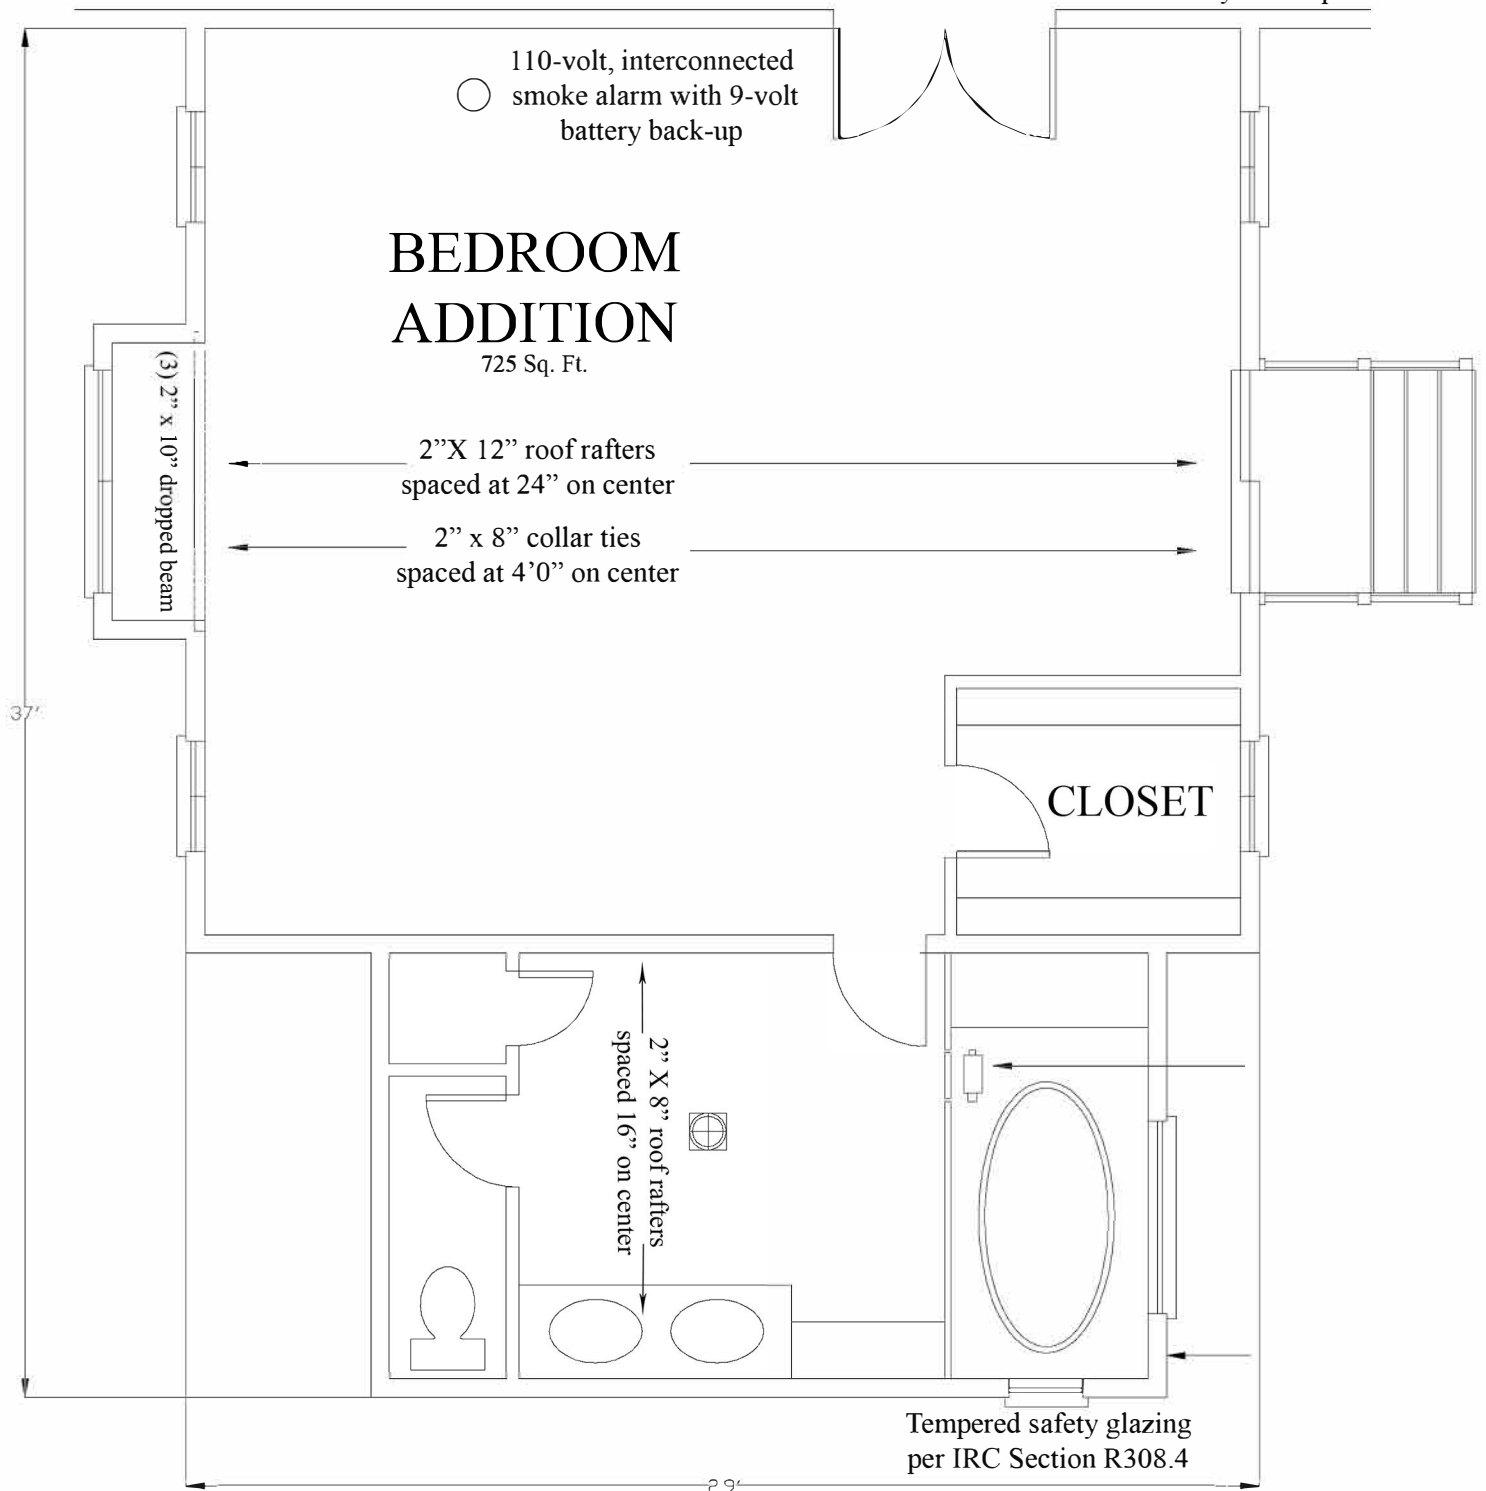 110-volt, interconnected
smoke alarm with 9-volt
battery back-up
BEDROOM
ADDITION
725 Sq. Ft.
(3) 2” x 10” dropped beam
2”X 12” roof rafters
spaced at 24” on center
2” x 8” collar ties
spaced at 4’0” on center
37'
CLOSET
2” X 8” roof rafters
spaced 16” on center
Tempered safety glazing
per IRC Section R308.4
29'